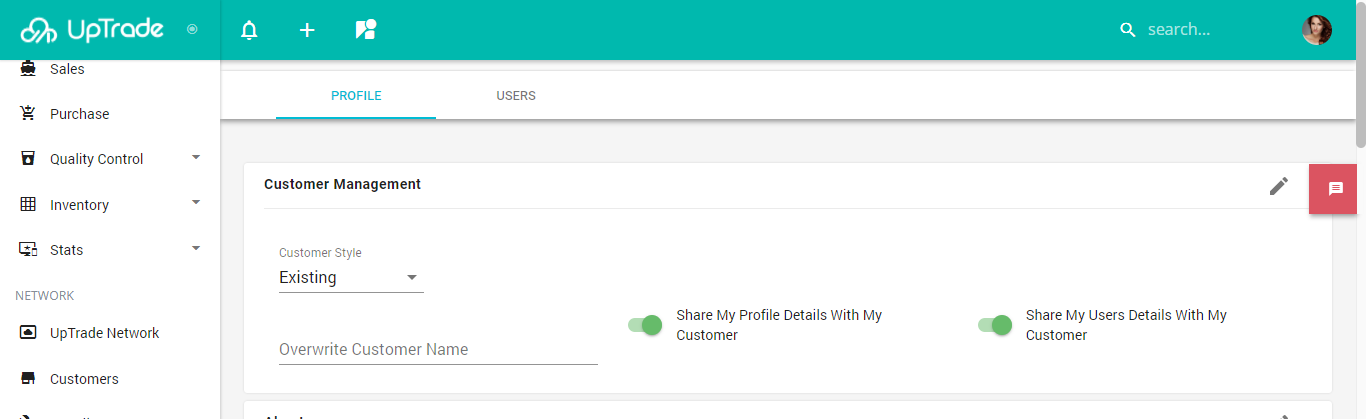 UpTrade
search...
Sales
Purchase
Quality Control
Inventory
Stats
NETWORK
UpTrade Network
Customers
PROFILE
USERS
Customer Management
Customer Style
Existing
Overwrite Customer Name
Share My Profile Details With My
Customer
Share My Users Details With My
Customer